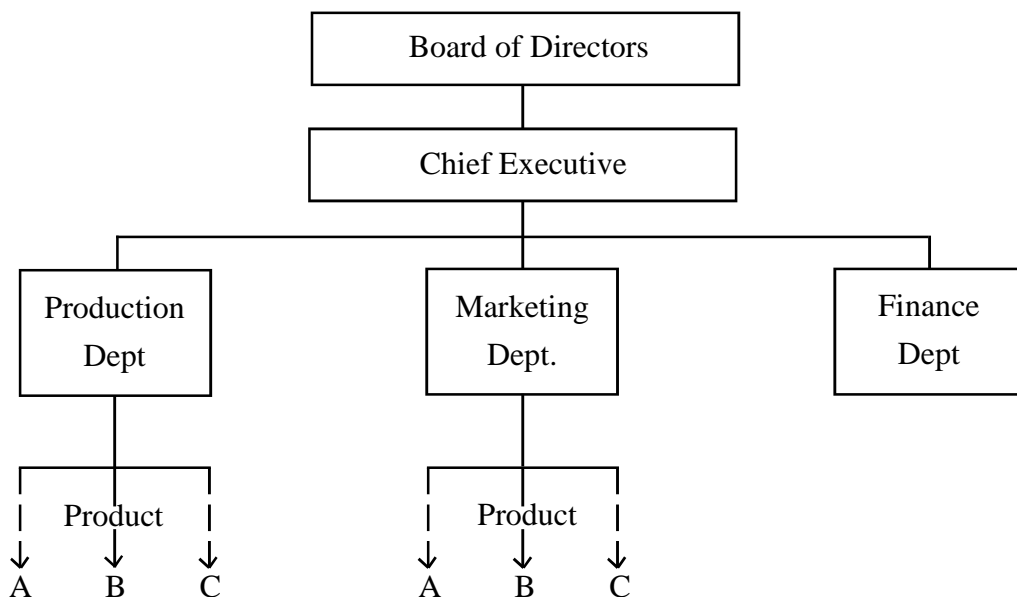 Board of Directors
Chief Executive
Production
Dept
Marketing
Dept.
Finance
Dept
Product
A B C
Product
A B C